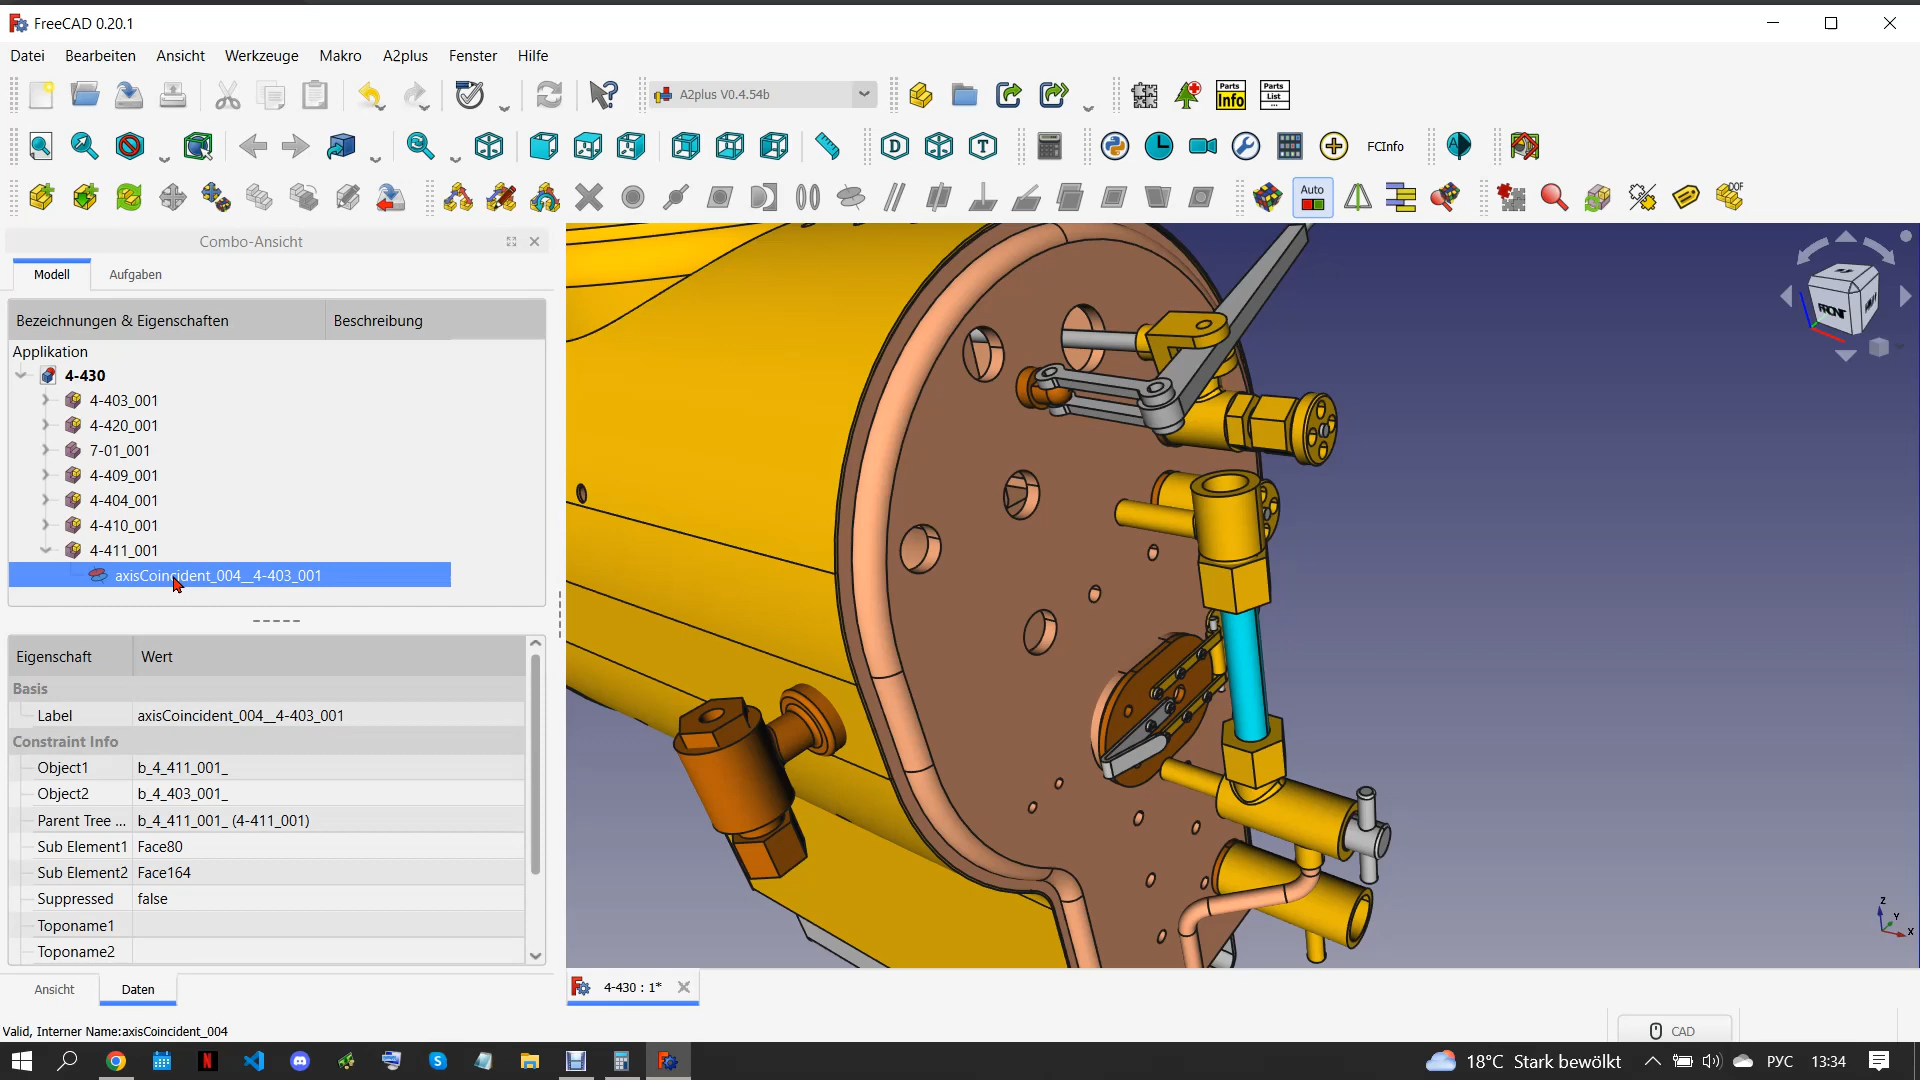 FreeCAD 0.20.1
Datei Bearbeiten Ansicht Werkzeuge Makro A2plus Fenster Hilfe
A2plus V0.4.54b
Parts Info
Parts List ...
D T FCInfo
Auto
DOF
Combo-Ansicht
Modell Aufgaben
Bezeichnungen & Eigenschaften Beschreibung
Applikation
4-430
4-403_001
4-420_001
7-01_001
4-409_001
4-404_001
4-410_001
4-411_001
axisCoincident_004__4-403_001
Eigenschaft Wert
Basis
Label axisCoincident_004__4-403_001
Constraint Info
Object1 b_4_411_001_
Object2 b_4_403_001_
Parent Tree ... b_4_411_001_ (4-411_001)
Sub Element1 Face80
Sub Element2 Face164
Suppressed false
Toponame1
Toponame2
Ansicht Daten
FRONT
Z
Y
X
4-430 : 1*
Valid, Interner Name:axisCoincident_004
CAD
18°C Stark bewölkt РУС 13:34